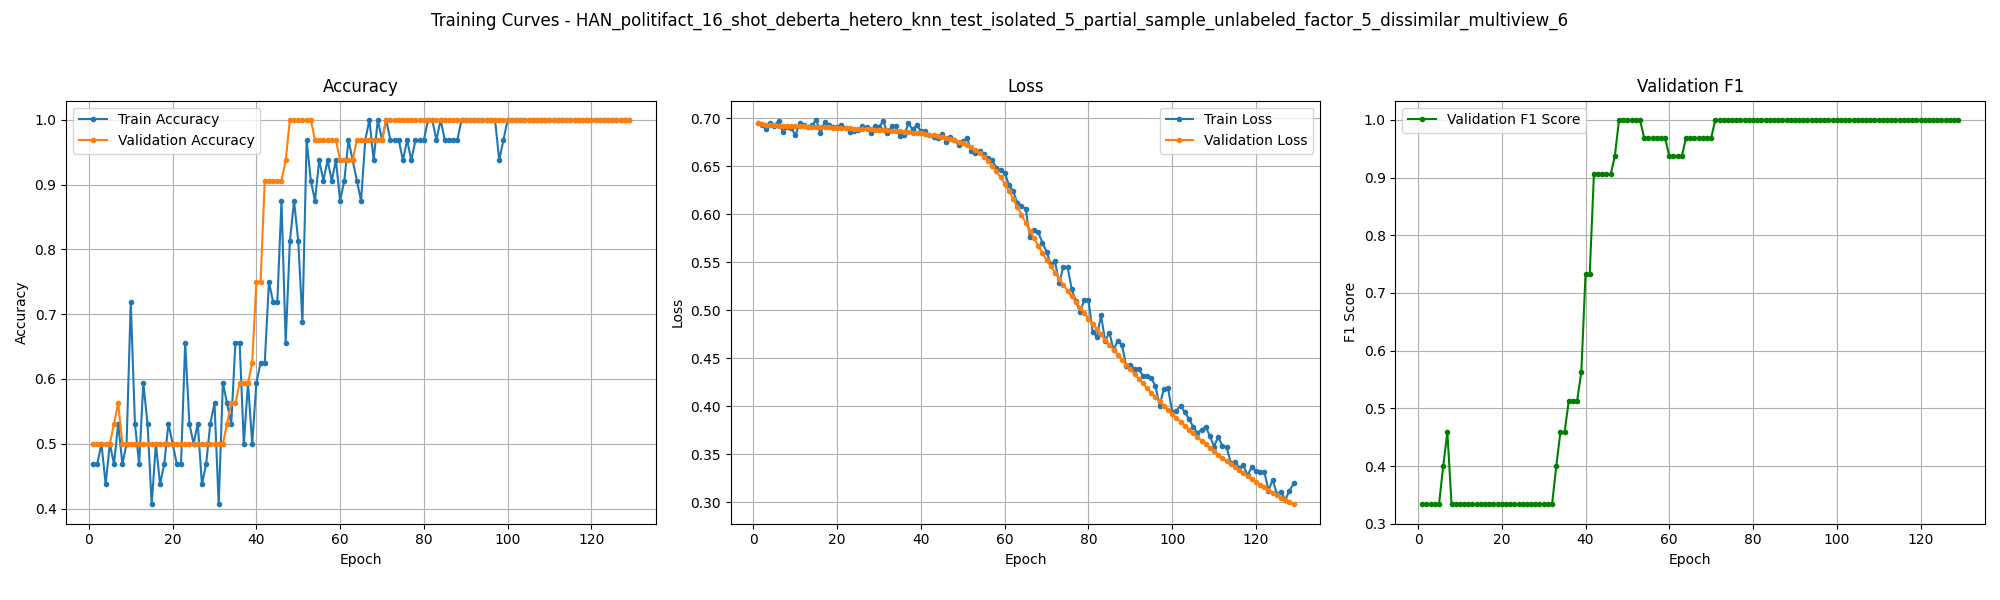 Training Curves - HAN_politifact_16_shot_deberta_hetero_knn_test_isolated_5_partial_sample_unlabeled_factor_5_dissimilar_multiview_6
Accuracy
Train Accuracy
Validation Accuracy
1.0
0.9
0.8
0.7
0.6
0.5
0.4
Accuracy
0 20 40 60 80 100 120
Epoch
Loss
Train Loss
Validation Loss
0.70
0.65
0.60
0.55
0.50
0.45
0.40
0.35
0.30
Loss
0 20 40 60 80 100 120
Epoch
Validation F1
Validation F1 Score
1.0
0.9
0.8
0.7
0.6
0.5
0.4
0.3
F1 Score
0 20 40 60 80 100 120
Epoch